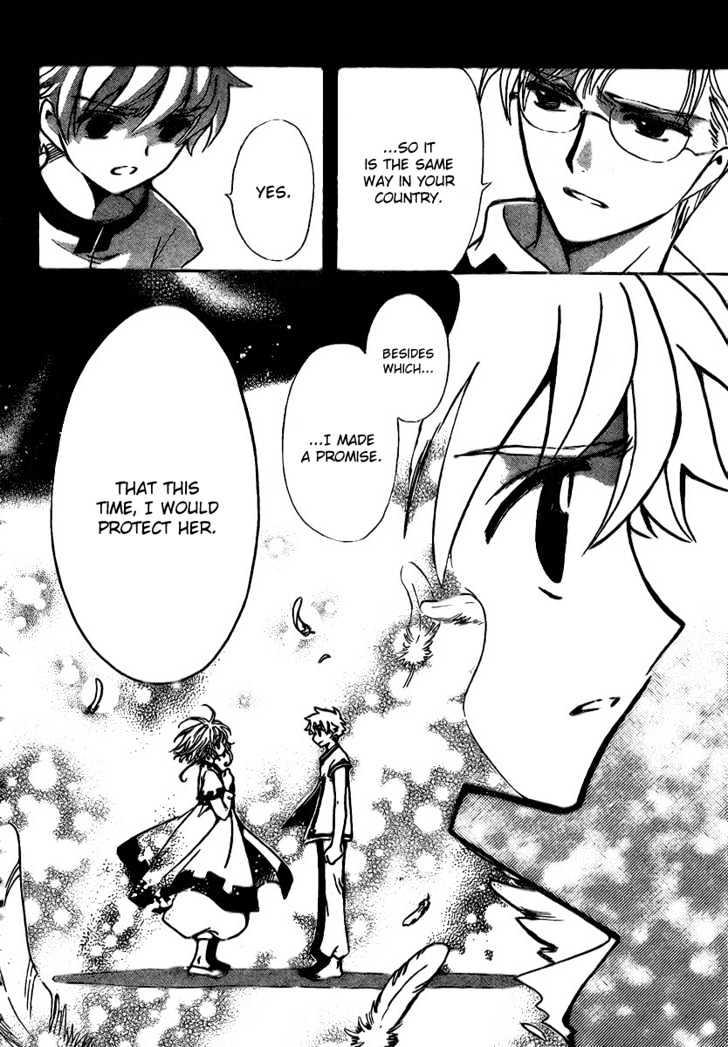 ...SO IT
IS THE SAME
WAY IN YOUR
COUNTRY.
YES.
BESIDES
WHICH...
...I MADE
A PROMISE.
THAT THIS
TIME, I WOULD
PROTECT HER.